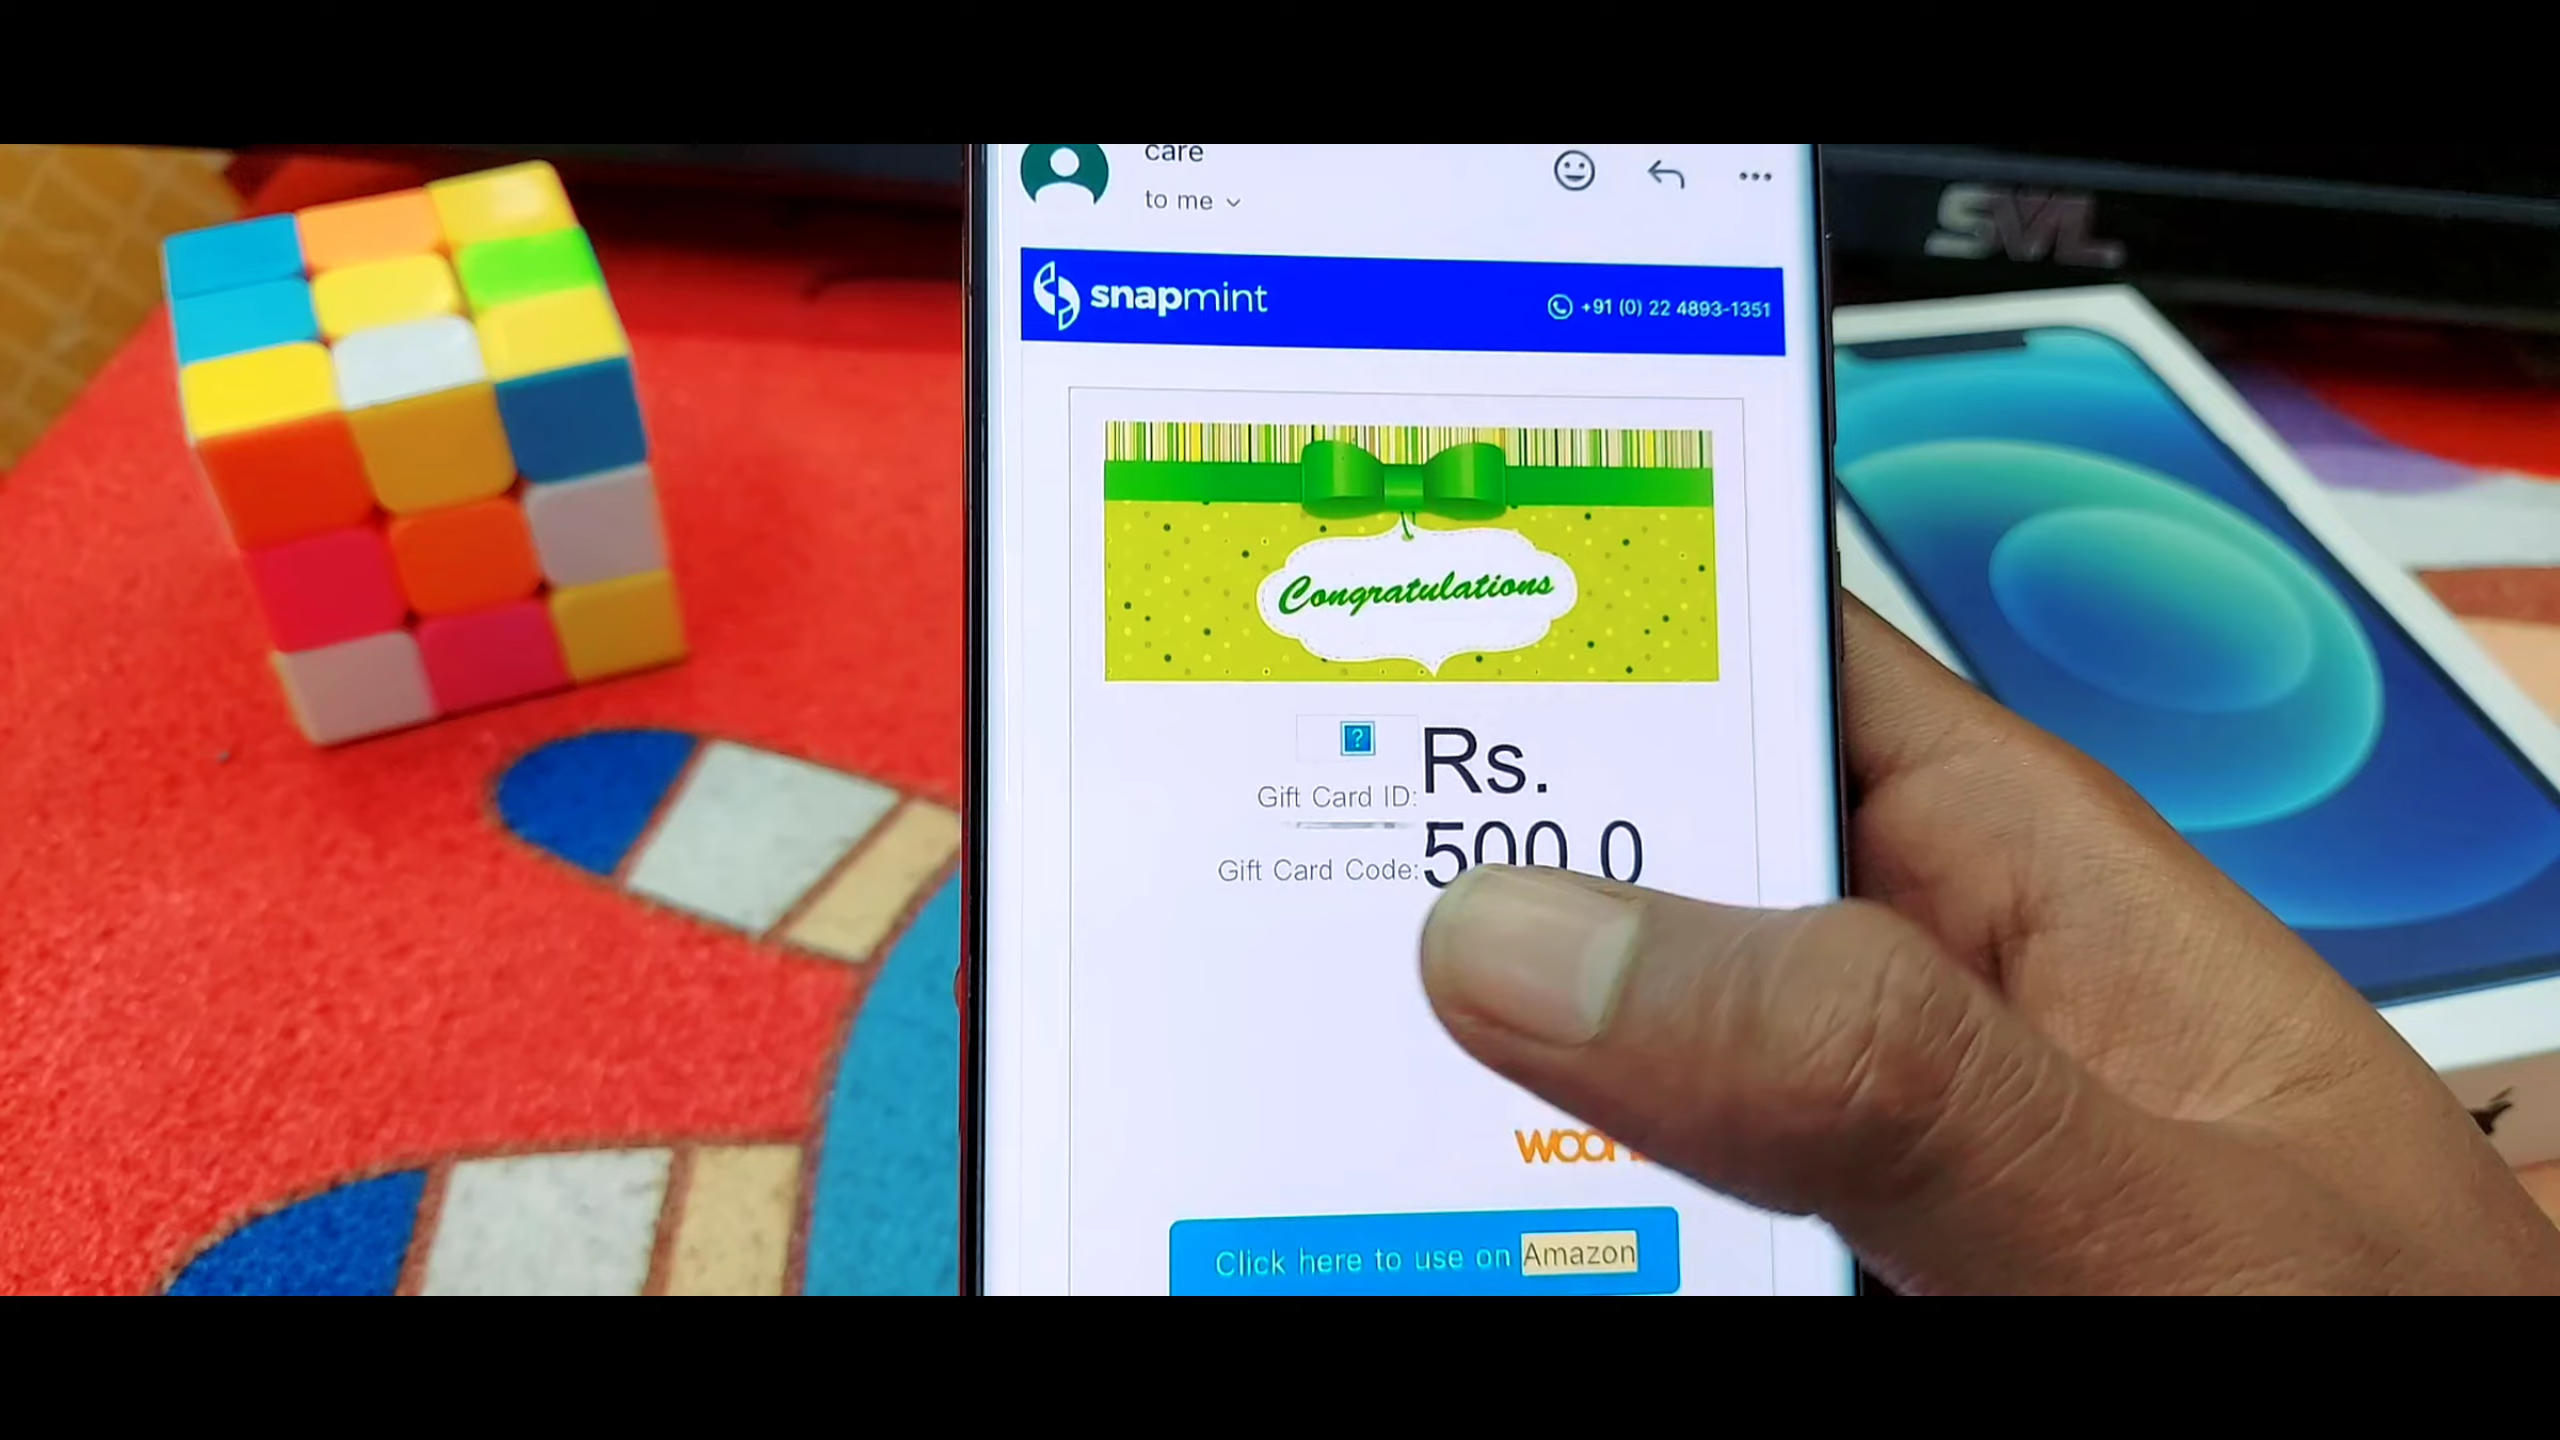 care
to me
snapmint
+91 (0) 22 4893-1351
SVL
Congratulations
?
Rs.
Gift Card ID:
500.0
Gift Card Code:
Click here to use on Amazon